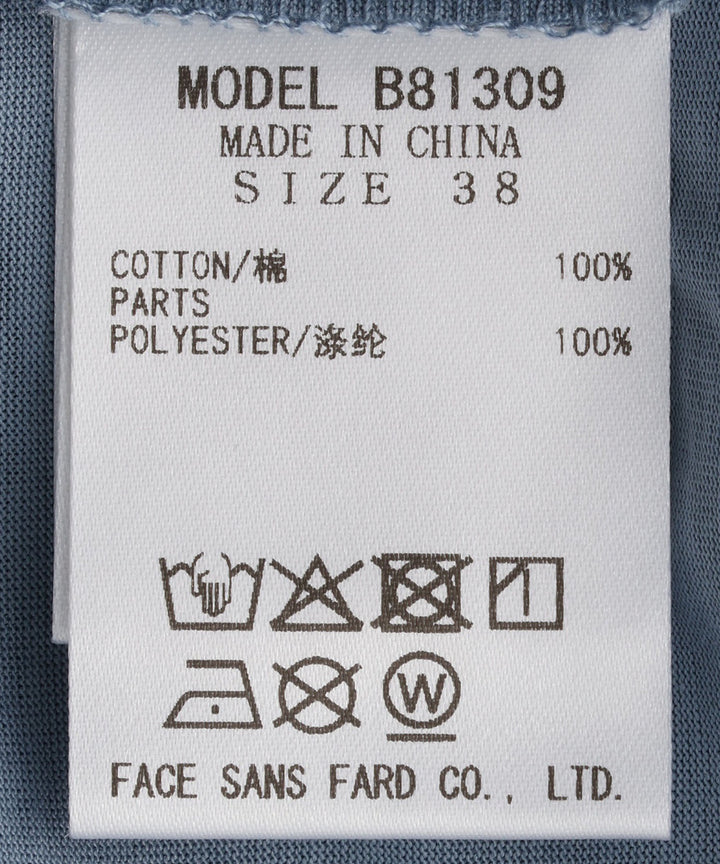 MODEL B81309
MADE IN CHINA
SIZE 38
COTTON/棉 100%
PARTS
POLYESTER/涤纶 100%
W
FACE SANS FARD CO., LTD.